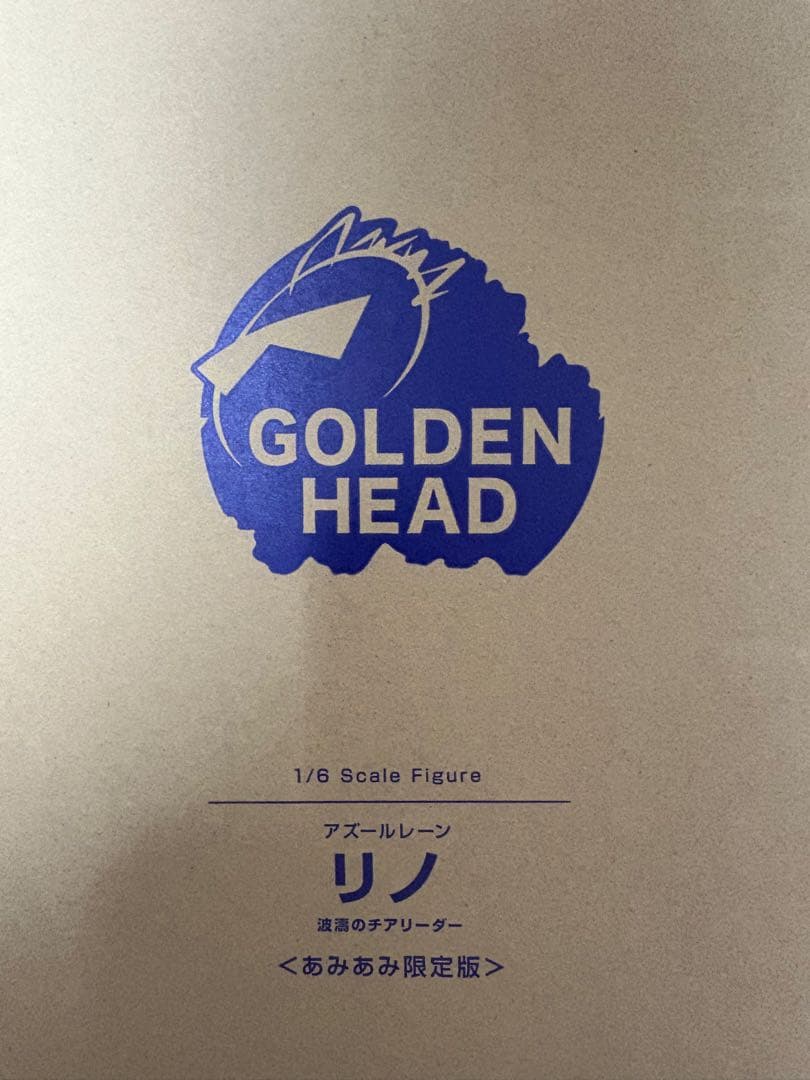 GOLDEN
HEAD
1/6 Scale Figure
アズールレーン
リノ
波濤のチアリーダー
＜あみあみ限定版＞